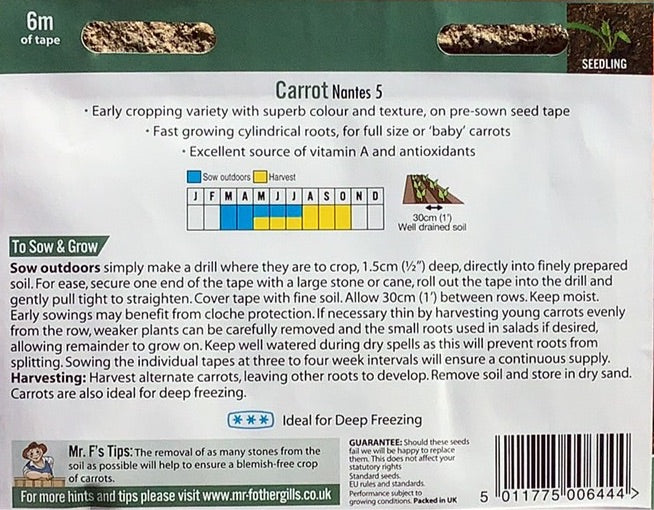 6m
of tape
SEEDLING
Carrot Nantes 5
· Early cropping variety with superb colour and texture, on pre-sown seed tape
· Fast growing cylindrical roots, for full size or ‘baby’ carrots
· Excellent source of vitamin A and antioxidants
Sow outdoors Harvest
J F M A M J J A S O N D
30cm (1')
Well drained soil
To Sow & Grow
Sow outdoors simply make a drill where they are to crop, 1.5cm (½") deep, directly into finely prepared
soil. For ease, secure one end of the tape with a large stone or cane, roll out the tape into the drill and
gently pull tight to straighten. Cover tape with fine soil. Allow 30cm (1') between rows. Keep moist.
Early sowings may benefit from cloche protection. If necessary thin by harvesting young carrots evenly
from the row, weaker plants can be carefully removed and the small roots used in salads if desired,
allowing remainder to grow on. Keep well watered during dry spells as this will prevent roots from
splitting. Sowing the individual tapes at three to four week intervals will ensure a continuous supply.
Harvesting: Harvest alternate carrots, leaving other roots to develop. Remove soil and store in dry sand.
Carrots are also ideal for deep freezing.
*** Ideal for Deep Freezing
Mr. F's Tips: The removal of as many stones from the
soil as possible will help to ensure a blemish-free crop
of carrots.
For more hints and tips please visit www.mr-fothergills.co.uk
GUARANTEE: Should these seeds
fail we will be happy to replace
them. This does not affect your
statutory rights
Standard seeds.
EU rules and standards.
Performance subject to
growing conditions. Packed in UK
5 011775 006444 >